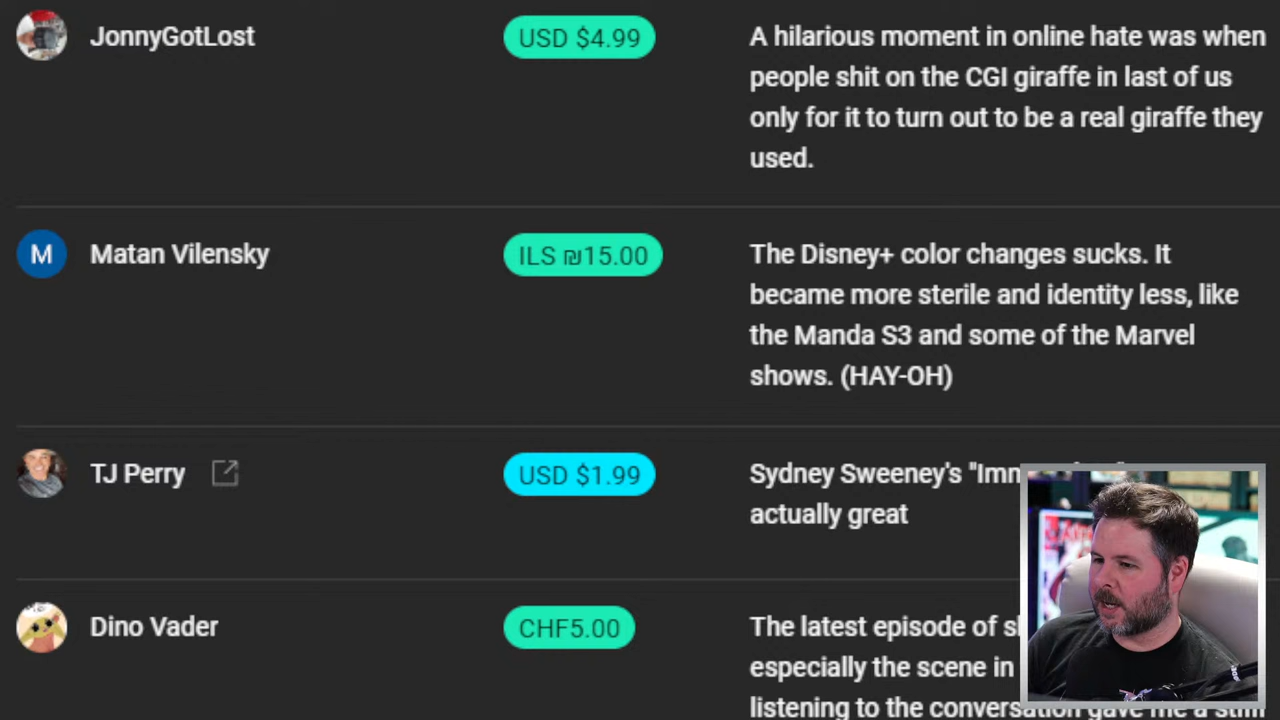 JonnyGotLost
USD $4.99
A hilarious moment in online hate was when
people shit on the CGI giraffe in last of us
only for it to turn out to be a real giraffe they
used.
M
Matan Vilensky
ILS ₪15.00
The Disney+ color changes sucks. It
became more sterile and identity less, like
the Manda S3 and some of the Marvel
shows. (HAY-OH)
TJ Perry
USD $1.99
Sydney Sweeney's
actually great
Dino Vader
CHF5.00
The latest episode of
especially the scene in
listening to the conversation gave me a